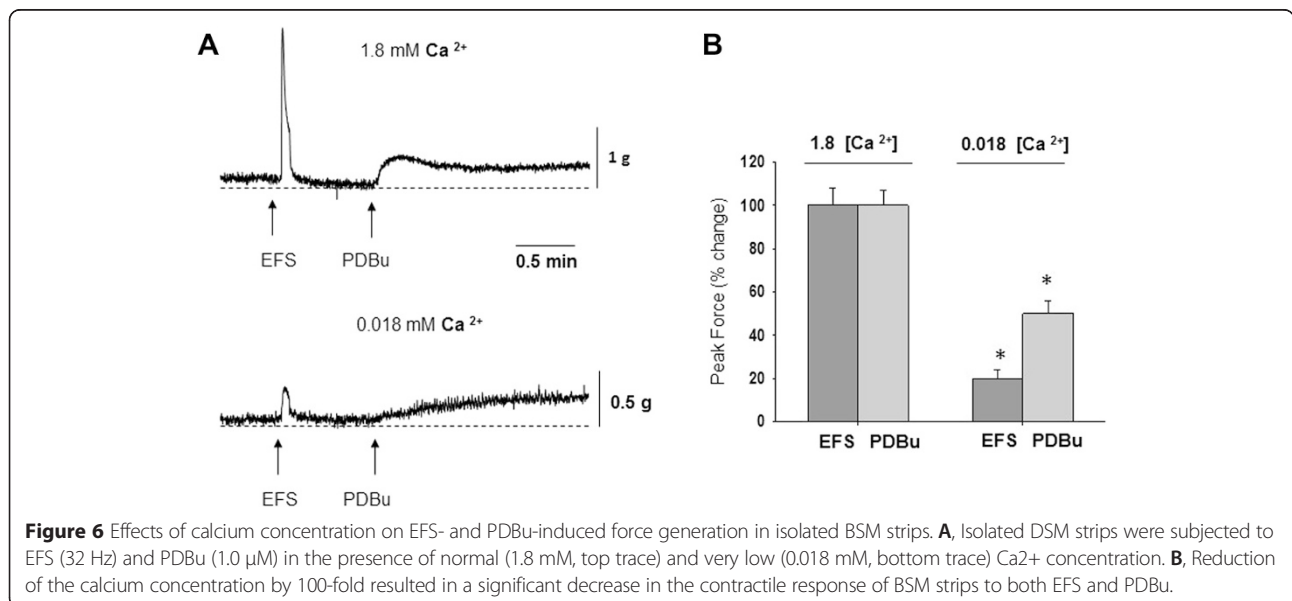 A
1.8 mM Ca 2+
1 g
EFS
PDBu
0.5 min
0.018 mM Ca 2+
0.5 g
EFS
PDBu
B
1.8 [Ca 2+]
0.018 [Ca 2+]
Peak Force (% change)
120
100
80
60
40
20
0
*
*
EFS PDBu
EFS PDBu
Figure 6 Effects of calcium concentration on EFS- and PDBu-induced force generation in isolated BSM strips. A, Isolated DSM strips were subjected to
EFS (32 Hz) and PDBu (1.0 μM) in the presence of normal (1.8 mM, top trace) and very low (0.018 mM, bottom trace) Ca2+ concentration. B, Reduction
of the calcium concentration by 100-fold resulted in a significant decrease in the contractile response of BSM strips to both EFS and PDBu.